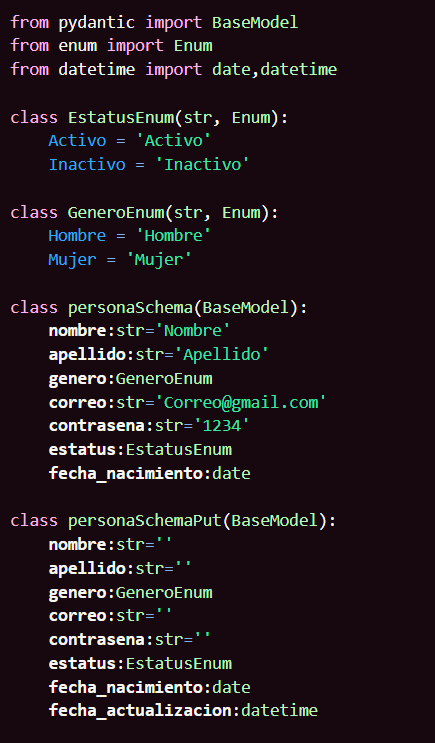 from pydantic import BaseModel
from enum import Enum
from datetime import date,datetime
class EstatusEnum(str, Enum):
    Activo = 'Activo'
    Inactivo = 'Inactivo'
class GeneroEnum(str, Enum):
    Hombre = 'Hombre'
    Mujer = 'Mujer'
class personaSchema(BaseModel):
    nombre:str='Nombre'
    apellido:str='Apellido'
    genero:GeneroEnum
    correo:str='Correo@gmail.com'
    contrasena:str='1234'
    estatus:EstatusEnum
    fecha_nacimiento:date
class personaSchemaPut(BaseModel):
    nombre:str=''
    apellido:str=''
    genero:GeneroEnum
    correo:str=''
    contrasena:str=''
    estatus:EstatusEnum
    fecha_nacimiento:date
    fecha_actualizacion:datetime